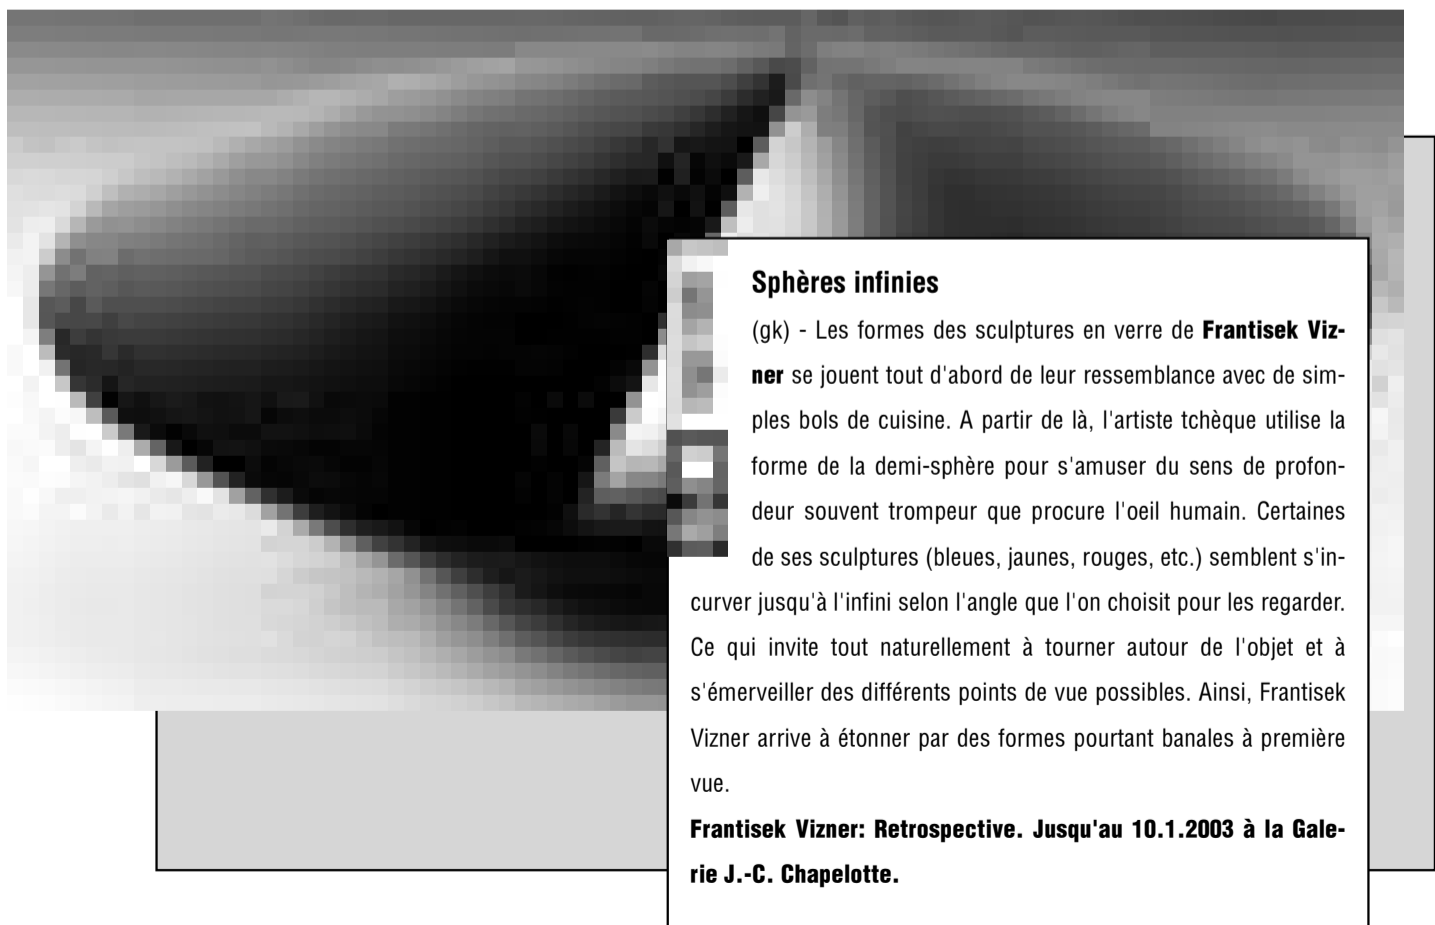 Sphères infinies
(gk) - Les formes des sculptures en verre de Frantisek Viz-
ner se jouent tout d'abord de leur ressemblance avec de sim-
ples bols de cuisine. A partir de là, l'artiste tchèque utilise la
forme de la demi-sphère pour s'amuser du sens de profon-
deur souvent trompeur que procure l'oeil humain. Certaines
de ses sculptures (bleues, jaunes, rouges, etc.) semblent s'in-
curver jusqu'à l'infini selon l'angle que l'on choisit pour les regarder.
Ce qui invite tout naturellement à tourner autour de l'objet et à
s'émerveiller des différents points de vue possibles. Ainsi, Frantisek
Vizner arrive à étonner par des formes pourtant banales à première
vue.
Frantisek Vizner: Retrospective. Jusqu'au 10.1.2003 à la Gale-
rie J.-C. Chapelotte.